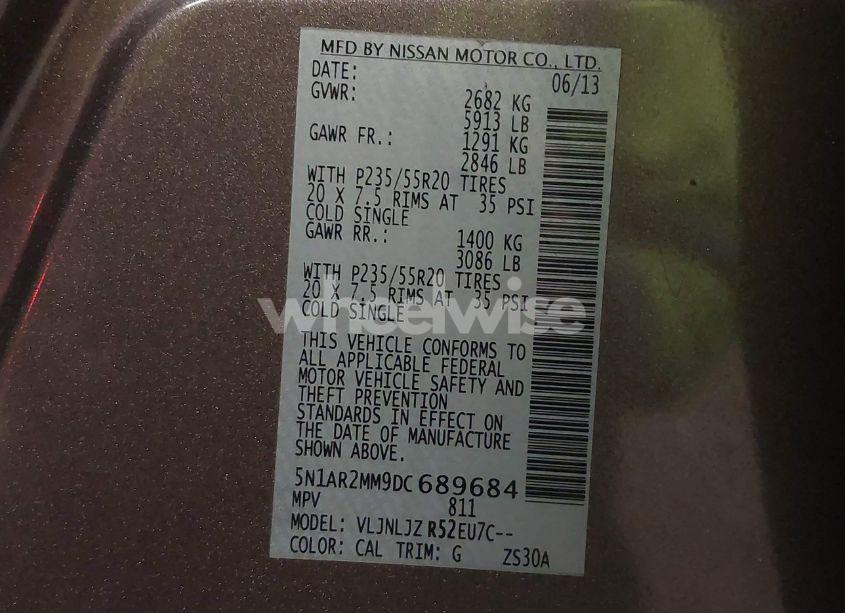 MFD BY NISSAN MOTOR CO., LTD.
DATE: 06/13
GVWR: 2682 KG
5913 LB
GAWR FR.: 1291 KG
2846 LB
WITH P235/55R20 TIRES
20 X 7.5 RIMS AT 35 PSI
COLD SINGLE
GAWR RR.: 1400 KG
3086 LB
WITH P235/55R20 TIRES
20 X 7.5 RIMS AT 35 PSI
COLD SINGLE
wheelwise
THIS VEHICLE CONFORMS TO
ALL APPLICABLE FEDERAL
MOTOR VEHICLE SAFETY AND
THEFT PREVENTION
STANDARDS IN EFFECT ON
THE DATE OF MANUFACTURE
SHOWN ABOVE.
5N1AR2MM9DC689684
MPV 811
MODEL: VLJNLJZ R52EU7C--
COLOR: CAL TRIM: G ZS30A